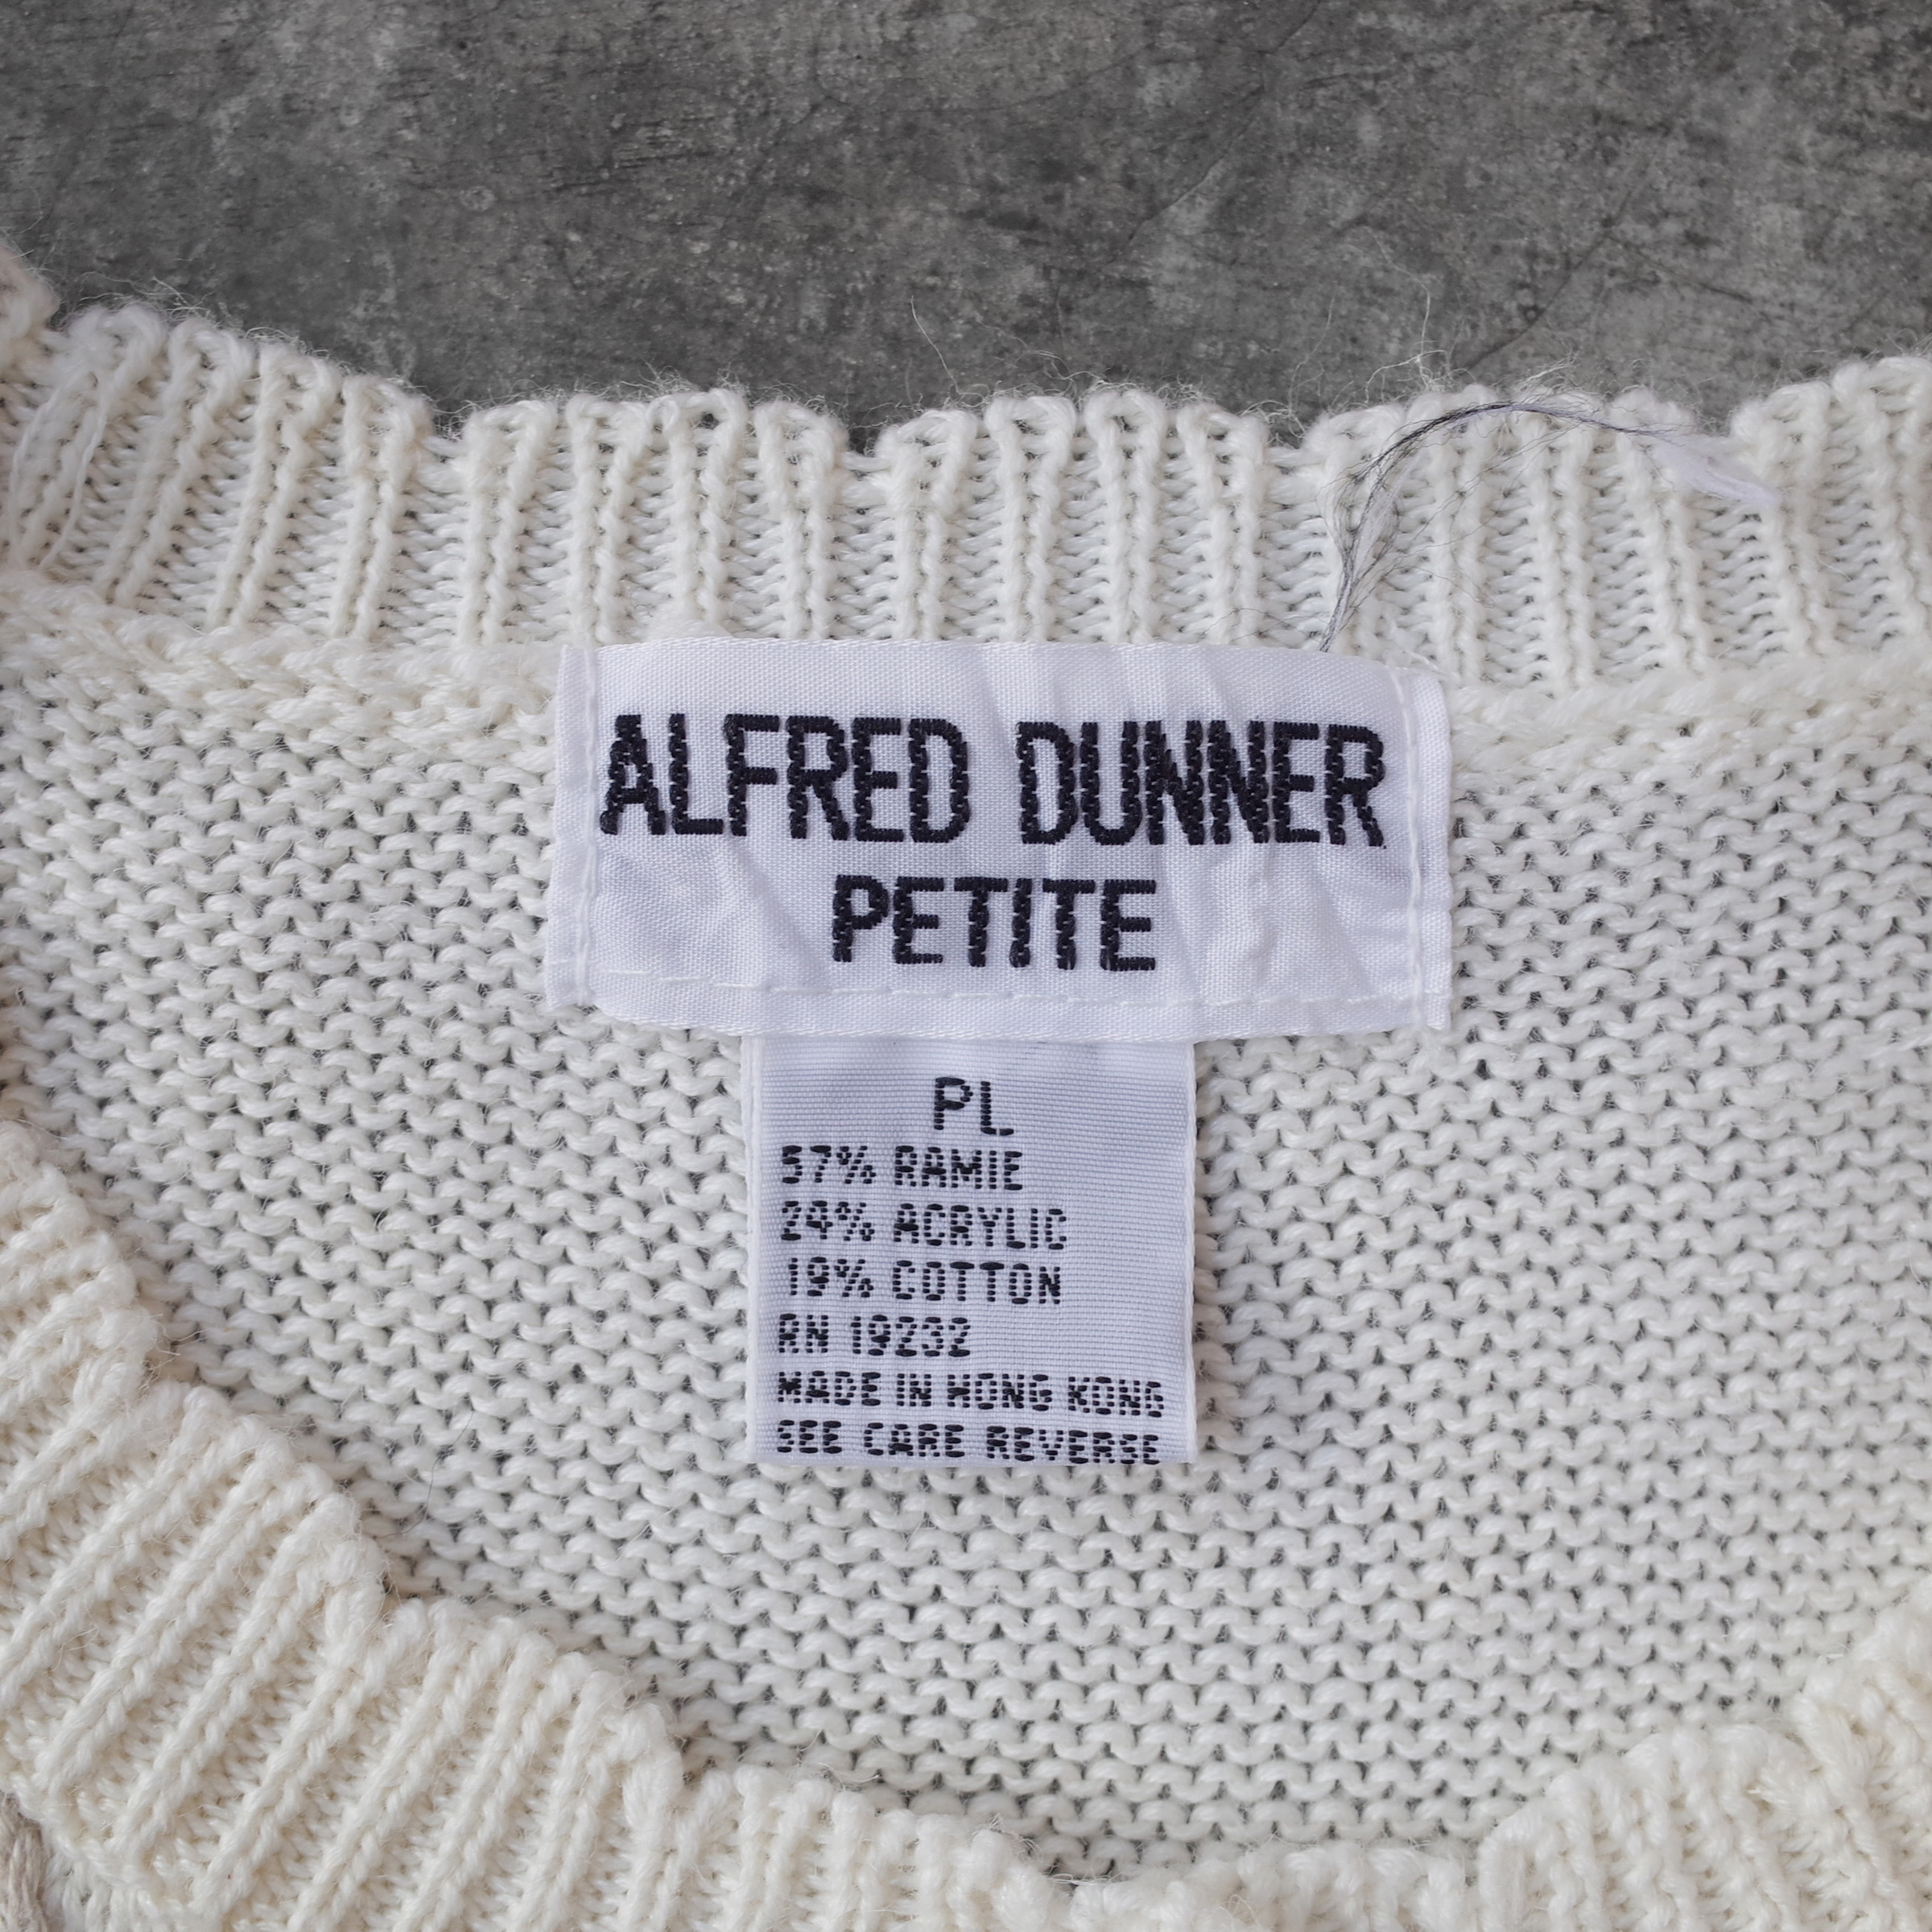 ALFRED DUNNER
PETITE
PL
57% RAMIE
24% ACRYLIC
19% COTTON
RN 19232
MADE IN HONG KONG
SEE CARE REVERSE